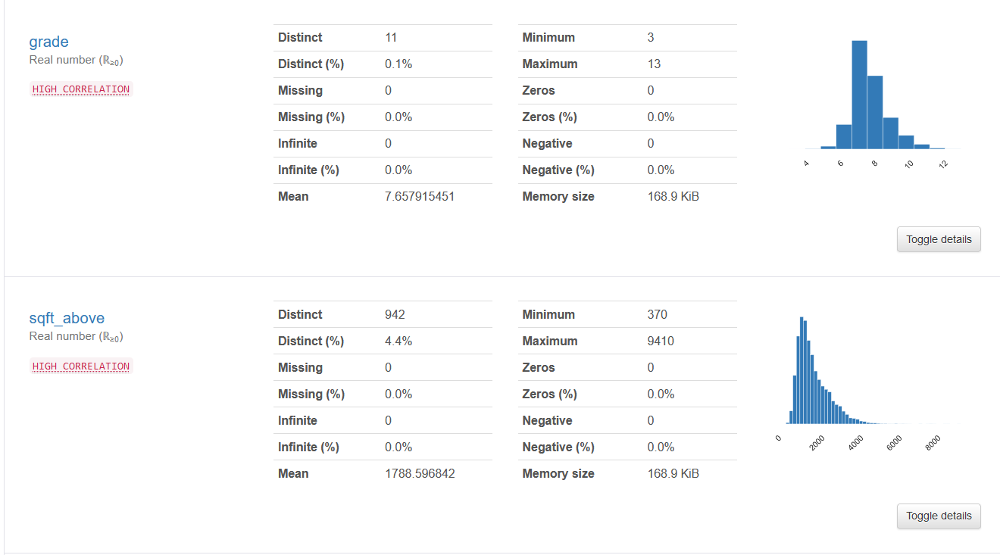 grade
Real number (ℝ≥0)
HIGH CORRELATION
Distinct 11
Distinct (%) 0.1%
Missing 0
Missing (%) 0.0%
Infinite 0
Infinite (%) 0.0%
Mean 7.657915451
Minimum 3
Maximum 13
Zeros 0
Zeros (%) 0.0%
Negative 0
Negative (%) 0.0%
Memory size 168.9 KiB
4 6 8 10 12
Toggle details
sqft_above
Real number (ℝ≥0)
HIGH CORRELATION
Distinct 942
Distinct (%) 4.4%
Missing 0
Missing (%) 0.0%
Infinite 0
Infinite (%) 0.0%
Mean 1788.596842
Minimum 370
Maximum 9410
Zeros 0
Zeros (%) 0.0%
Negative 0
Negative (%) 0.0%
Memory size 168.9 KiB
0 2000 4000 6000 8000
Toggle details